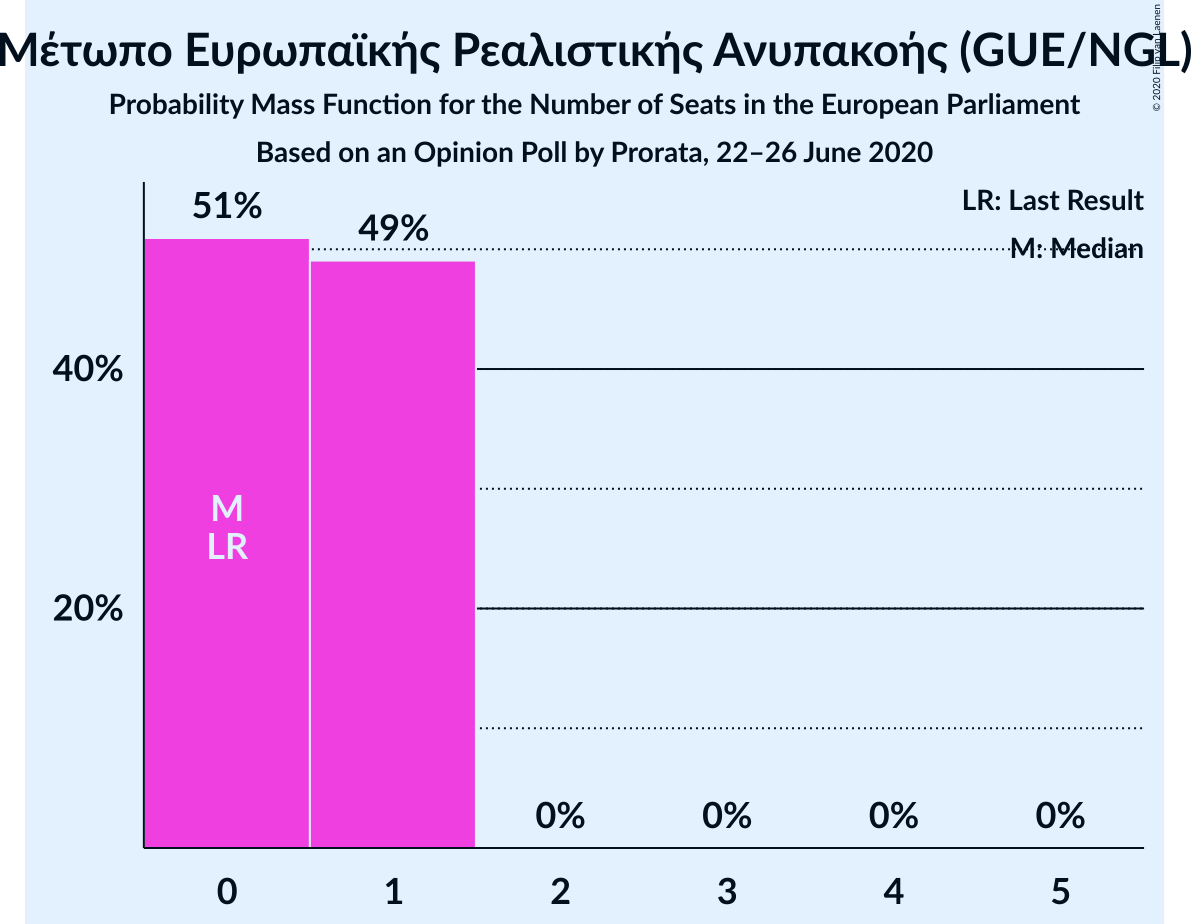 Μέτωπο Ευρωπαϊκής Ρεαλιστικής Ανυπακοής (GUE/NGL)
Probability Mass Function for the Number of Seats in the European Parliament
Based on an Opinion Poll by Prorata, 22–26 June 2020
© 2020 Filip van Laenen
LR: Last Result
M: Median
51%
49%
40%
20%
M
LR
0%
0%
0%
0%
0
1
2
3
4
5